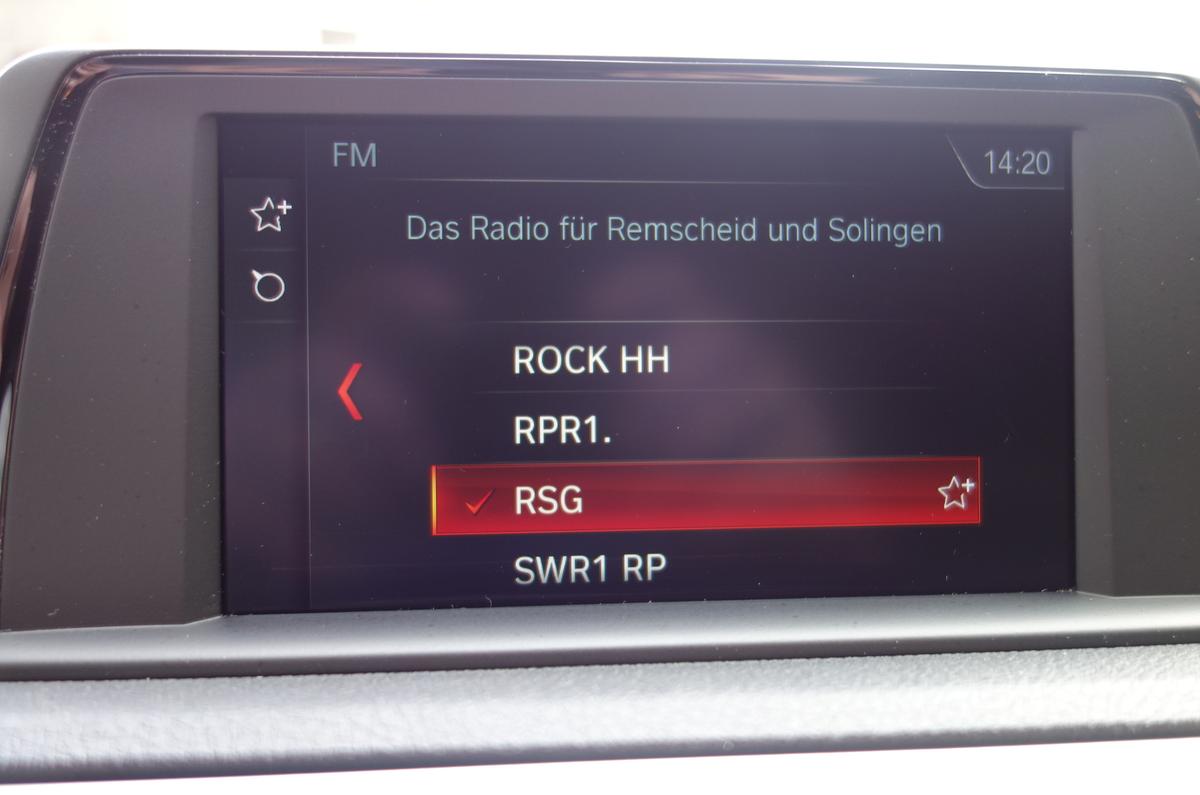 FM
14:20
Das Radio für Remscheid und Solingen
ROCK HH
RPR1.
RSG
SWR1 RP